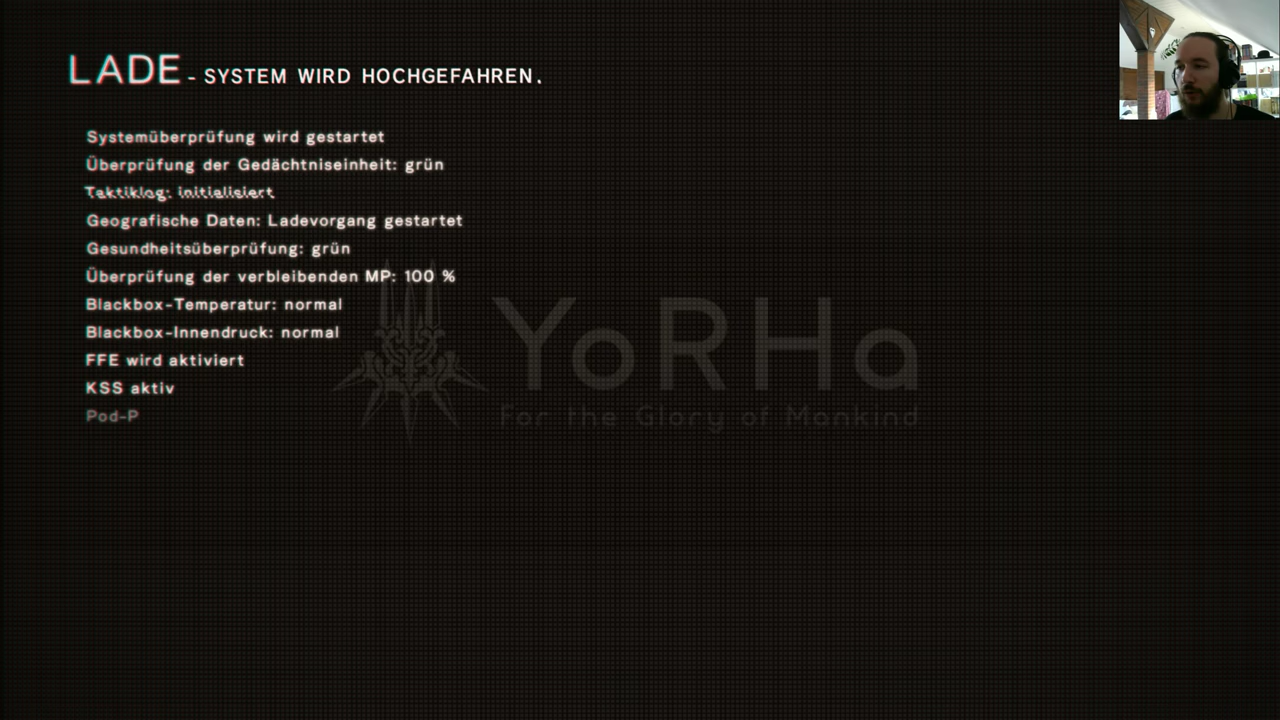 LADE - SYSTEM WIRD HOCHGEFAHREN.
Systemüberprüfung wird gestartet
Überprüfung der Gedächtniseinheit: grün
Taktiklog: initialisiert
Geografische Daten: Ladevorgang gestartet
Gesundheitsüberprüfung: grün
Überprüfung der verbleibenden MP: 100 %
Blackbox-Temperatur: normal
Blackbox-Innendruck: normal
FFE wird aktiviert
KSS aktiv
Pod-P
YoRHa
For the Glory of Mankind